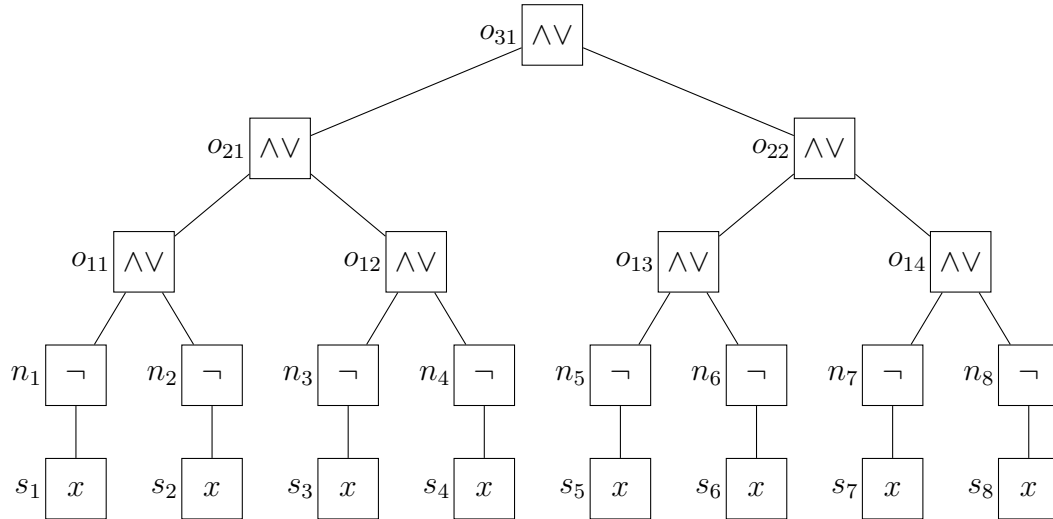 o₃₁ ∧∨
o₂₁ ∧∨ o₂₂ ∧∨
o₁₁ ∧∨ o₁₂ ∧∨ o₁₃ ∧∨ o₁₄ ∧∨
n₁ ¬ n₂ ¬ n₃ ¬ n₄ ¬ n₅ ¬ n₆ ¬ n₇ ¬ n₈ ¬
s₁ x s₂ x s₃ x s₄ x s₅ x s₆ x s₇ x s₈ x